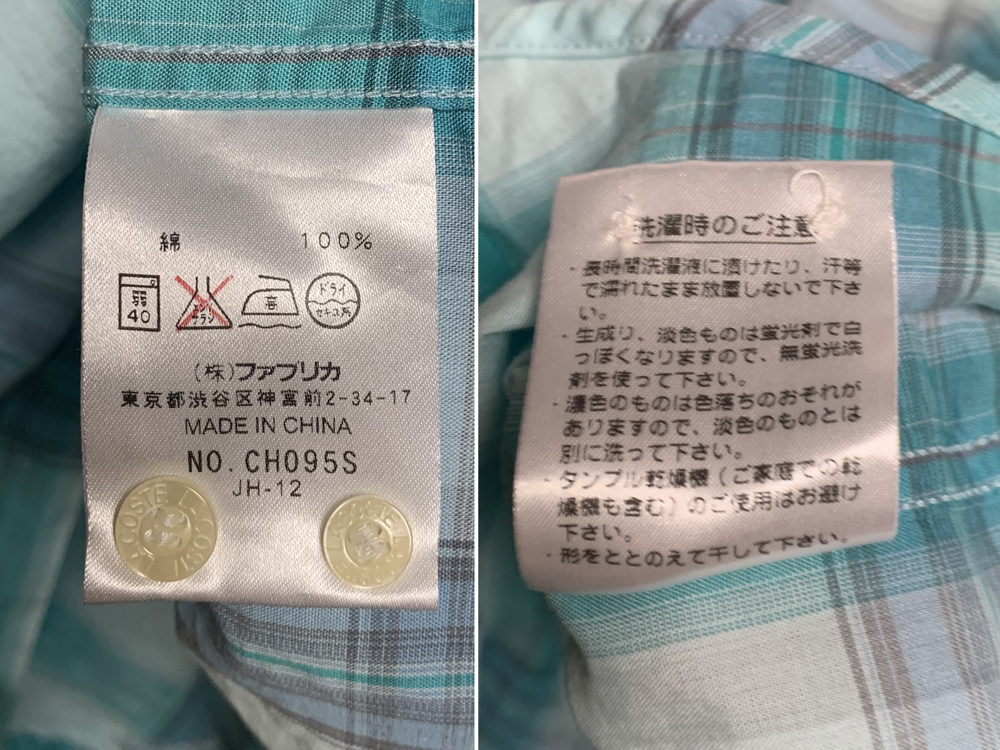 綿 100%
弱
40
エンソ
サラシ
高
ドライ
セキユ系
(株)ファブリカ
東京都渋谷区神宮前2-34-17
MADE IN CHINA
NO. CH095S
JH-12
LACOSTE
LACOSTE
洗濯時のご注意
・長時間洗濯液に漬けたり、汗等
で濡れたまま放置しないで下さ
い。
・生成り、淡色ものは蛍光剤で白
っぽくなりますので、無蛍光洗
剤を使って下さい。
・濃色のものは色落ちのおそれが
ありますので、淡色のものとは
別に洗って下さい。
・タンブル乾燥機(ご家庭での乾
燥機も含む)のご使用はお避け
下さい。
・形をととのえて干して下さい。